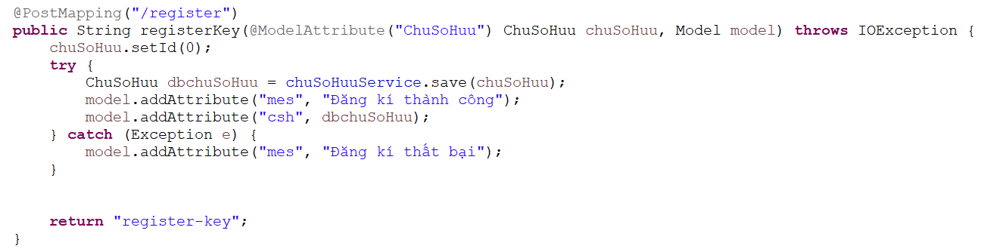 @PostMapping("/register")
public String registerKey(@ModelAttribute("ChuSoHuu") ChuSoHuu chuSoHuu, Model model) throws IOException {
    chuSoHuu.setId(0);
    try {
        ChuSoHuu dbchuSoHuu = chuSoHuuService.save(chuSoHuu);
        model.addAttribute("mes", "Đăng kí thành công");
        model.addAttribute("csh", dbchuSoHuu);
    } catch (Exception e) {
        model.addAttribute("mes", "Đăng kí thất bại");
    }
    return "register-key";
}